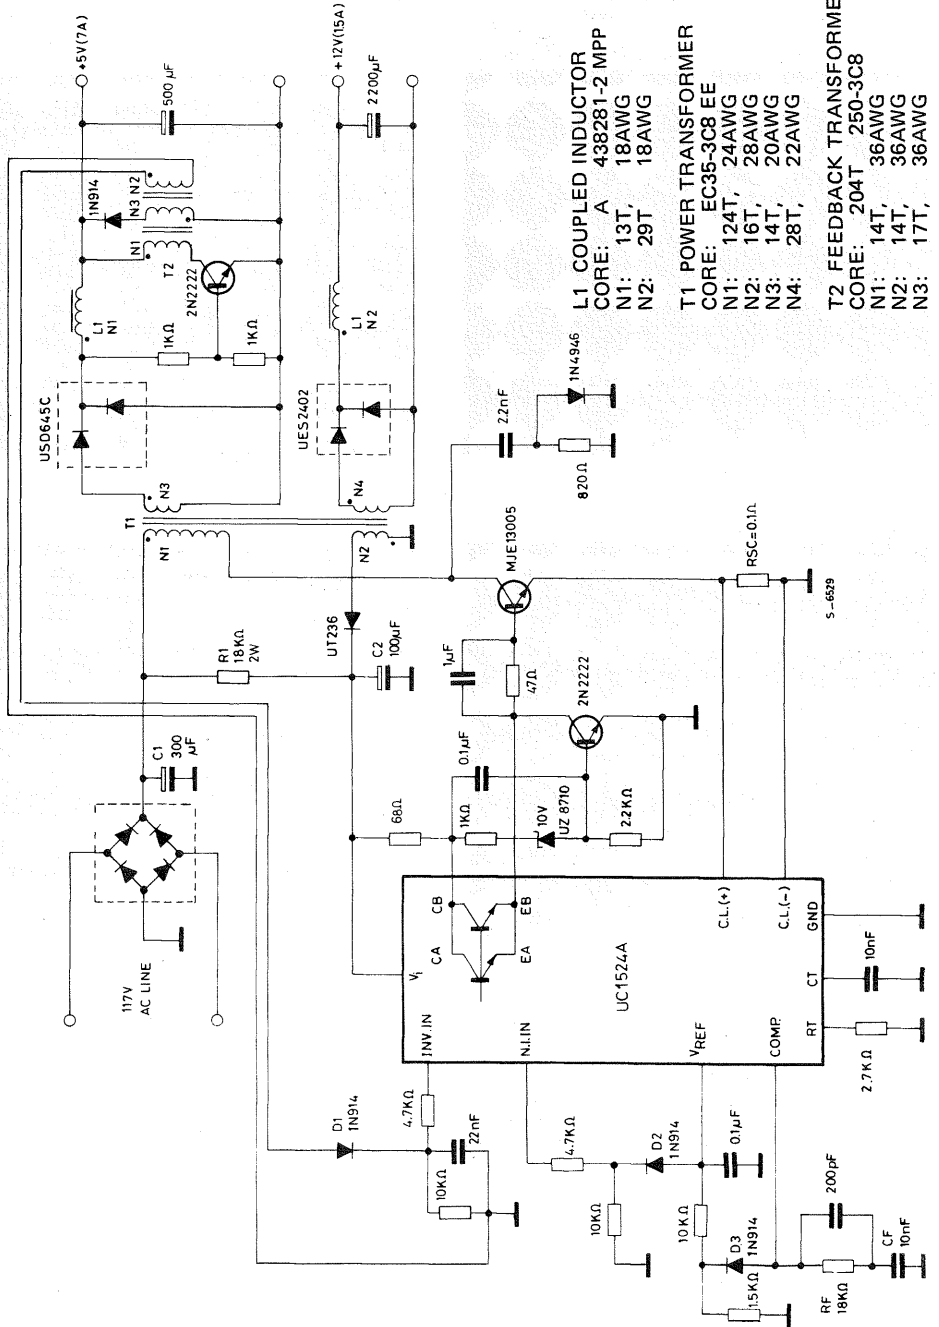 +5V(7A)
500µF
+12V(1.5A)
2200µF
1N914
N3 N2
N1
T2
2N2222
L1
N1
1KΩ
1KΩ
L1
N2
USD645C
UES2402
T1
N1
N3
N4
N2
117V
AC LINE
C1
300
µF
R1
18KΩ
2W
UT236
C2
100µF
2.2nF
1N4946
820Ω
MJE13005
1µF
47Ω
2N2222
RSC=0.1Ω
S-6529
68Ω
0.1µF
1KΩ
10V
UZ 8710
2.2KΩ
Vi
CA
CB
EA
EB
INV.IN
N.I.IN
UC1524A
VREF
COMP.
RT
CT
GND
C.L.(+)
C.L.(-)
2.7KΩ
10nF
D1
1N914
4.7KΩ
22nF
10KΩ
4.7KΩ
10KΩ
D2
1N914
0.1µF
10KΩ
D3
1N914
1.5KΩ
200pF
RF
18KΩ
CF
10nF
L1 COUPLED INDUCTOR
CORE: A 438281-2 MPP
N1: 13T, 18AWG
N2: 29T, 18AWG
T1 POWER TRANSFORMER
CORE: EC35-3C8 EE
N1: 124T, 24AWG
N2: 16T, 28AWG
N3: 14T, 20AWG
N4: 28T, 22AWG
T2 FEEDBACK TRANSFORME
CORE: 204T 250-3C8
N1: 14T, 36AWG
N2: 14T, 36AWG
N3: 17T, 36AWG